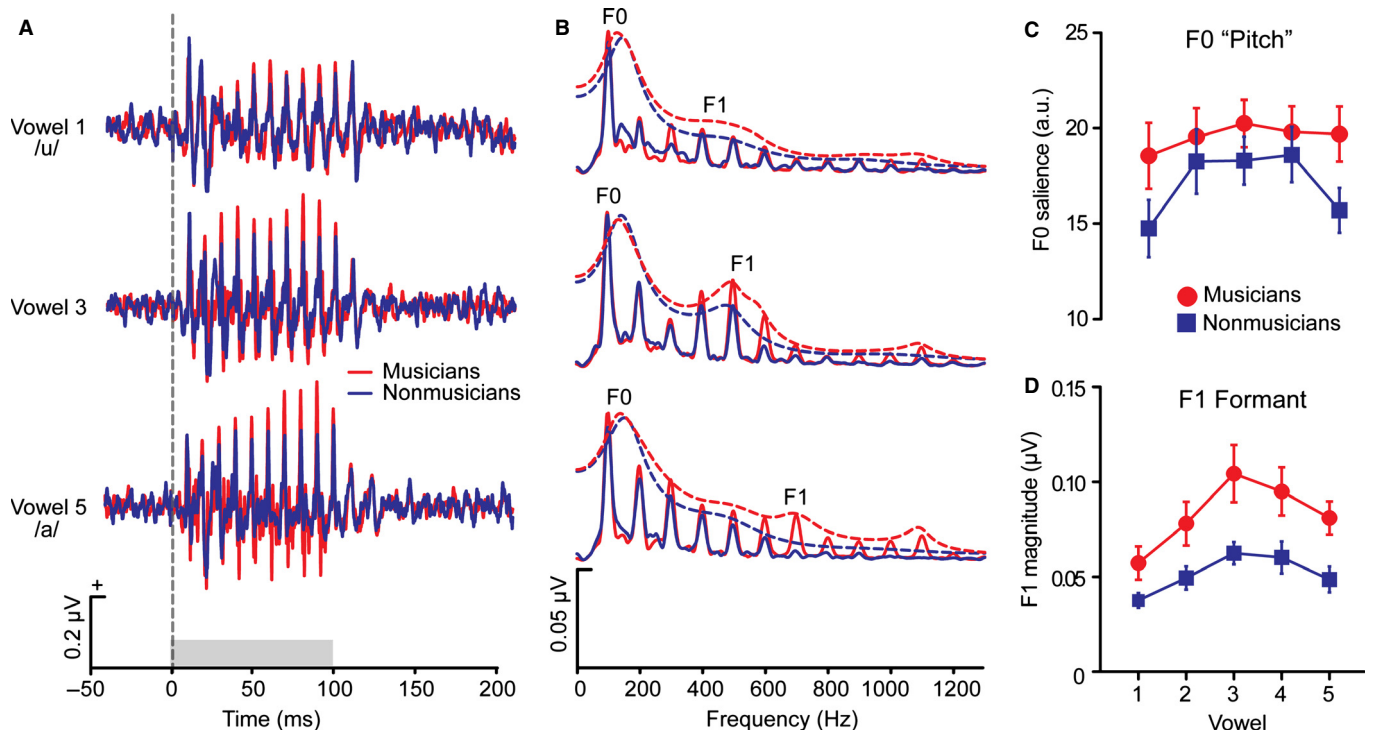 A
Vowel 1
/u/
Vowel 3
Musicians
Nonmusicians
Vowel 5
/a/
+
0.2 µV
–50
0
50
100
150
200
Time (ms)
B
F0
F1
F0
F1
F0
F1
0.05 µV
0
200
400
600
800
1000
1200
Frequency (Hz)
C
F0 “Pitch”
F0 salience (a.u.)
25
20
15
10
Musicians
Nonmusicians
D
F1 Formant
F1 magnitude (µV)
0.15
0.10
0.05
0
1
2
3
4
5
Vowel